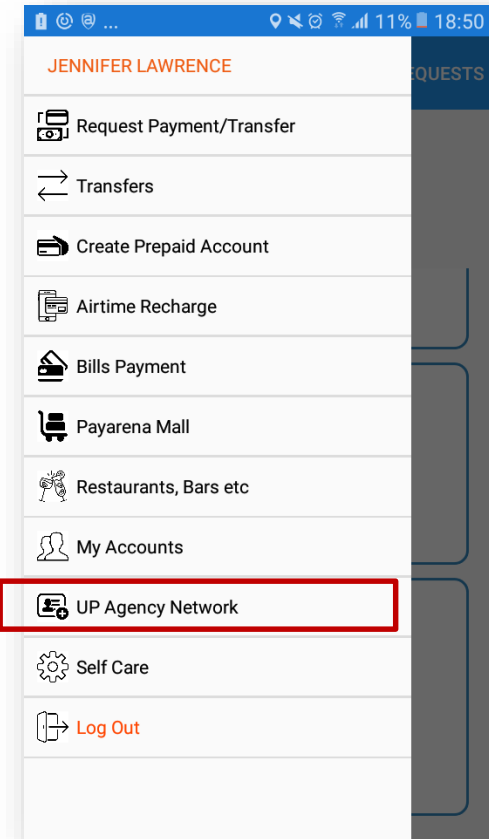 @ ... 11% 18:50
JENNIFER LAWRENCE
QUESTS
Request Payment/Transfer
Transfers
Create Prepaid Account
Airtime Recharge
Bills Payment
Payarena Mall
Restaurants, Bars etc
My Accounts
UP Agency Network
Self Care
Log Out